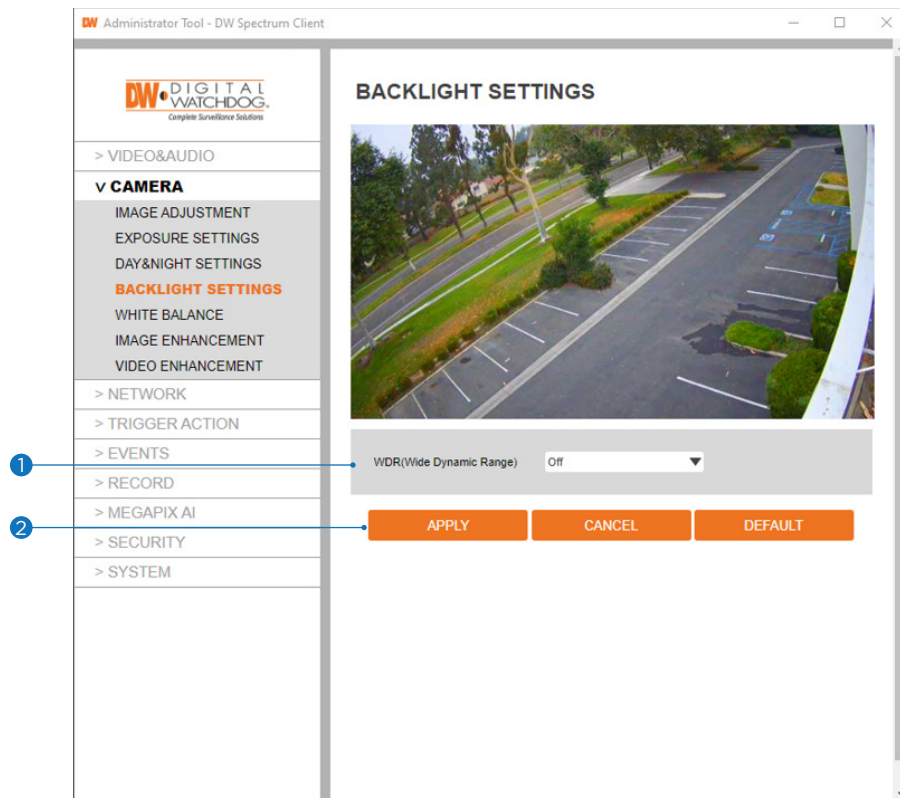 DW Administrator Tool - DW Spectrum Client
DW DIGITAL
WATCHDOG®
Complete Surveillance Solutions
> VIDEO&AUDIO
v CAMERA
IMAGE ADJUSTMENT
EXPOSURE SETTINGS
DAY&NIGHT SETTINGS
BACKLIGHT SETTINGS
WHITE BALANCE
IMAGE ENHANCEMENT
VIDEO ENHANCEMENT
> NETWORK
> TRIGGER ACTION
> EVENTS
> RECORD
> MEGAPIX AI
> SECURITY
> SYSTEM
BACKLIGHT SETTINGS
1
WDR(Wide Dynamic Range) Off
2
APPLY CANCEL DEFAULT